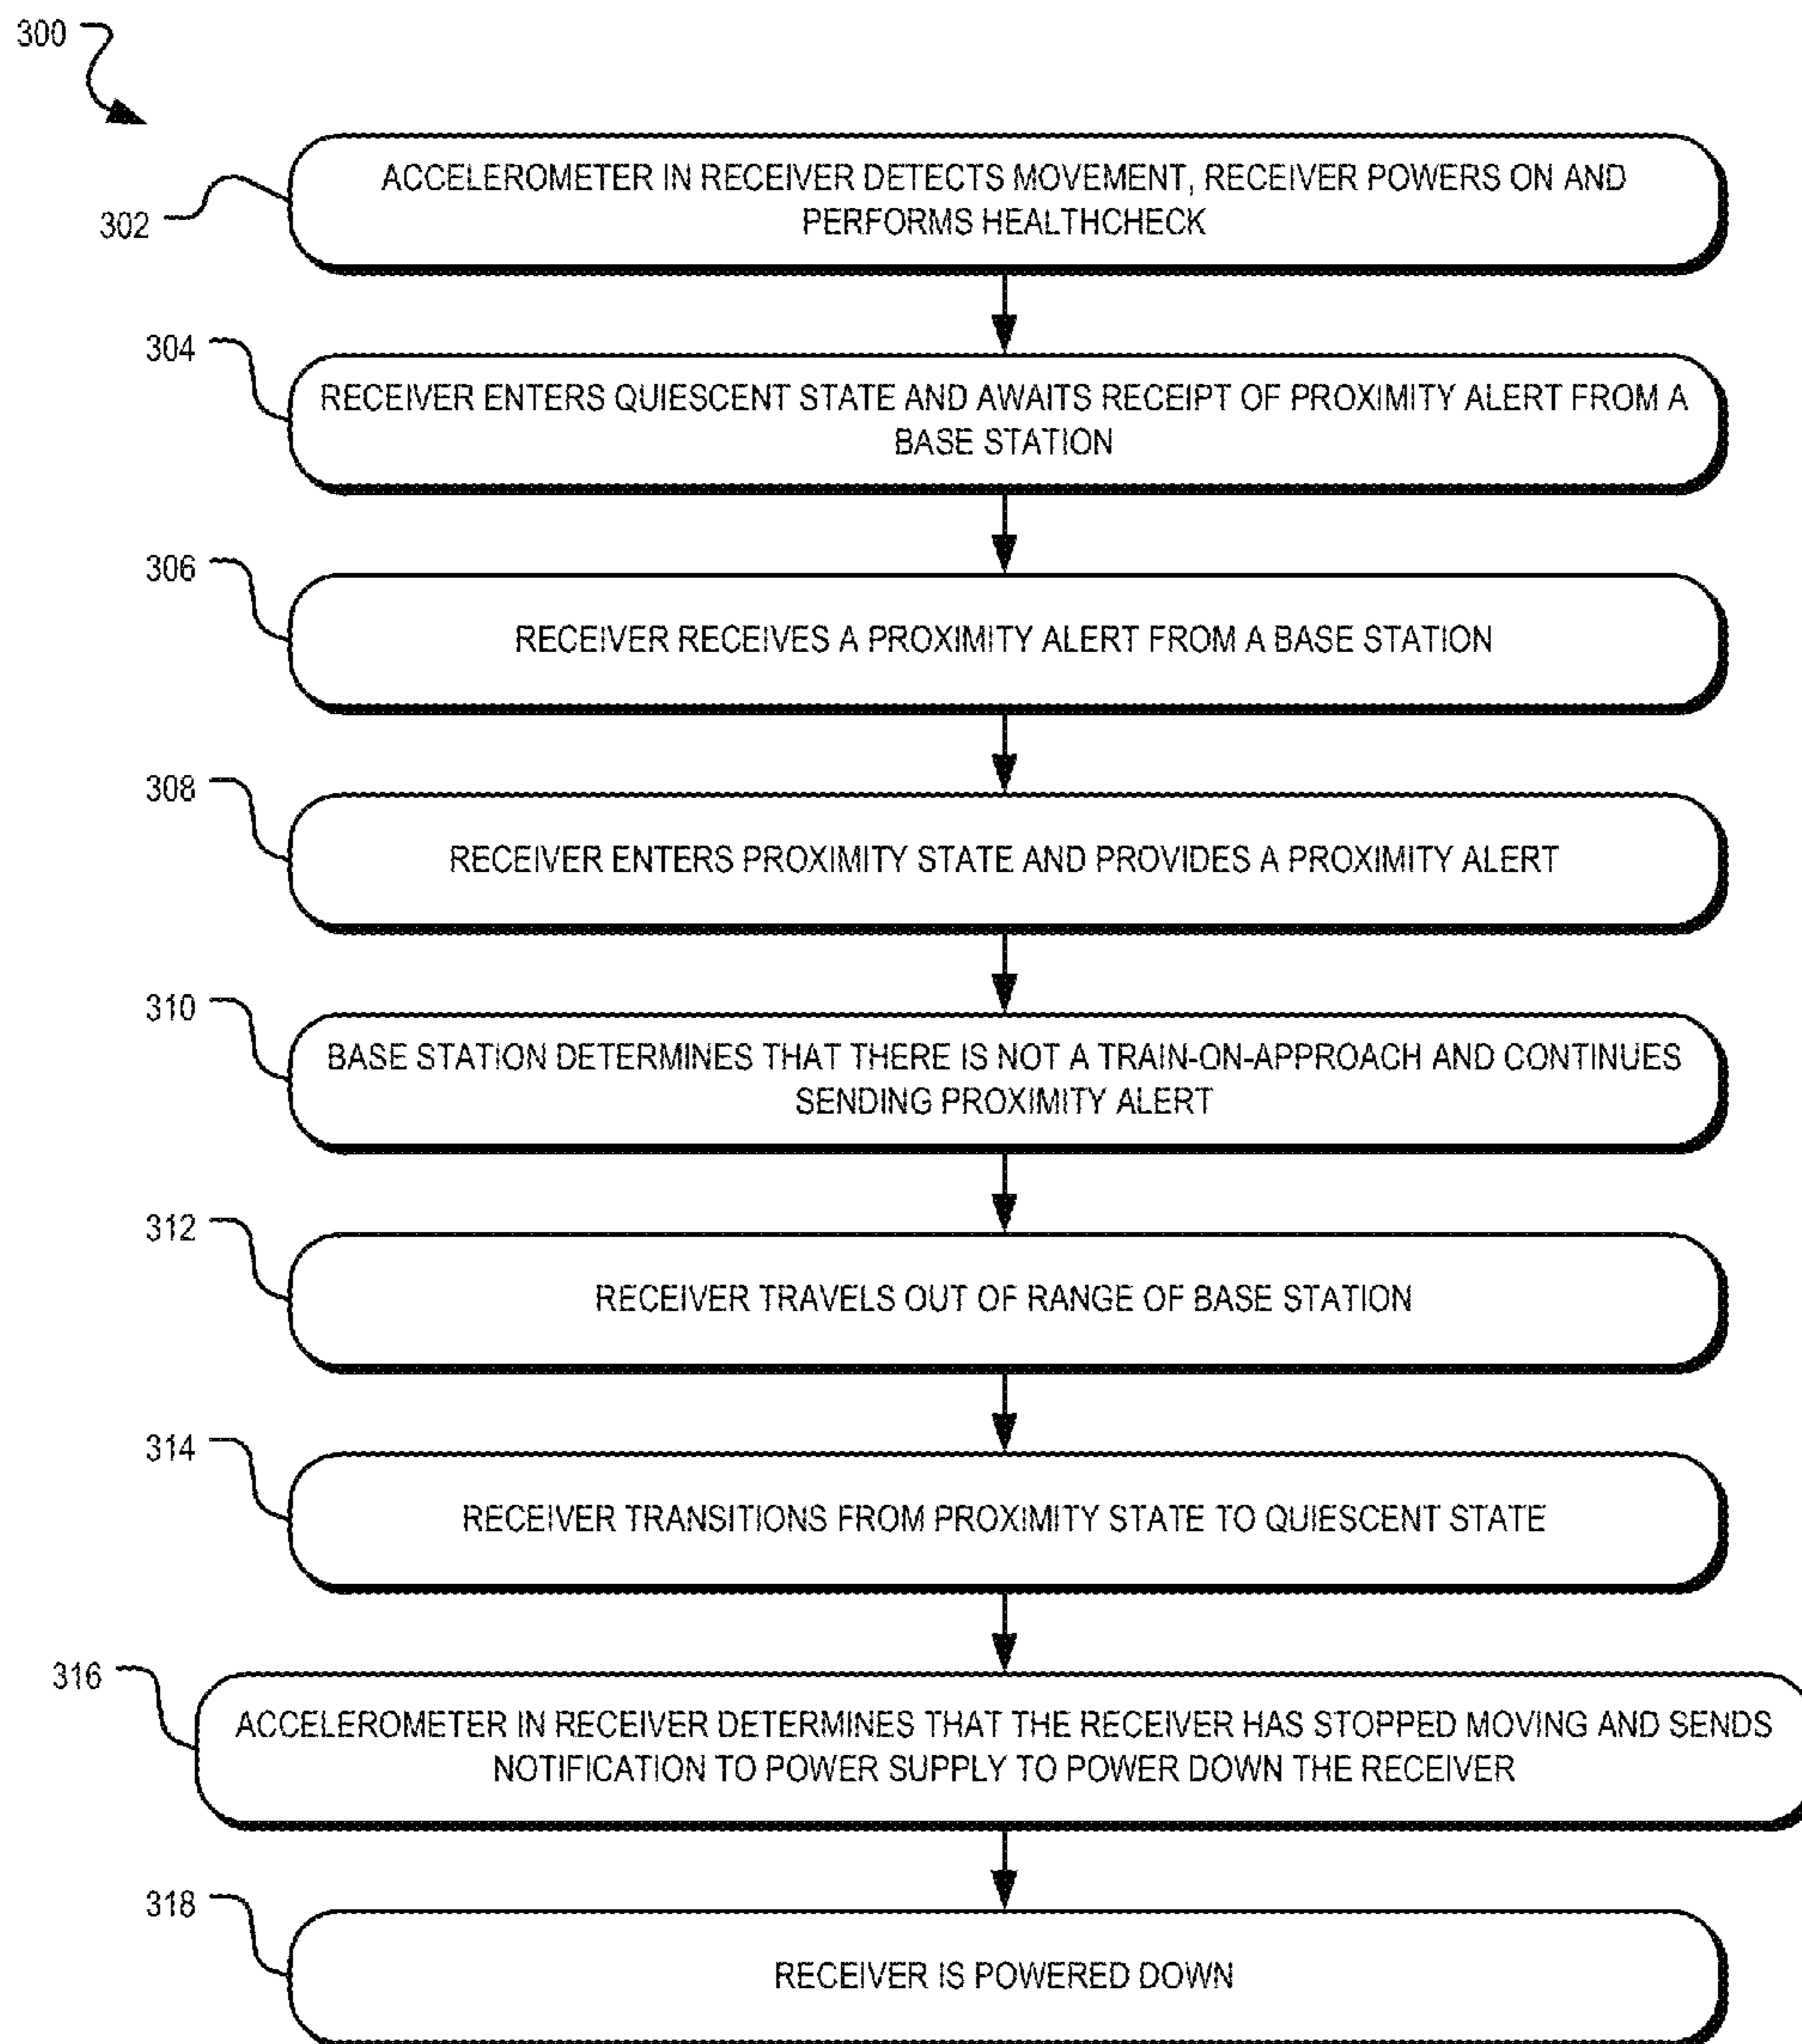 300
302
ACCELEROMETER IN RECEIVER DETECTS MOVEMENT, RECEIVER POWERS ON AND
PERFORMS HEALTHCHECK
304
RECEIVER ENTERS QUIESCENT STATE AND AWAITS RECEIPT OF PROXIMITY ALERT FROM A
BASE STATION
306
RECEIVER RECEIVES A PROXIMITY ALERT FROM A BASE STATION
308
RECEIVER ENTERS PROXIMITY STATE AND PROVIDES A PROXIMITY ALERT
310
BASE STATION DETERMINES THAT THERE IS NOT A TRAIN-ON-APPROACH AND CONTINUES
SENDING PROXIMITY ALERT
312
RECEIVER TRAVELS OUT OF RANGE OF BASE STATION
314
RECEIVER TRANSITIONS FROM PROXIMITY STATE TO QUIESCENT STATE
316
ACCELEROMETER IN RECEIVER DETERMINES THAT THE RECEIVER HAS STOPPED MOVING AND SENDS
NOTIFICATION TO POWER SUPPLY TO POWER DOWN THE RECEIVER
318
RECEIVER IS POWERED DOWN